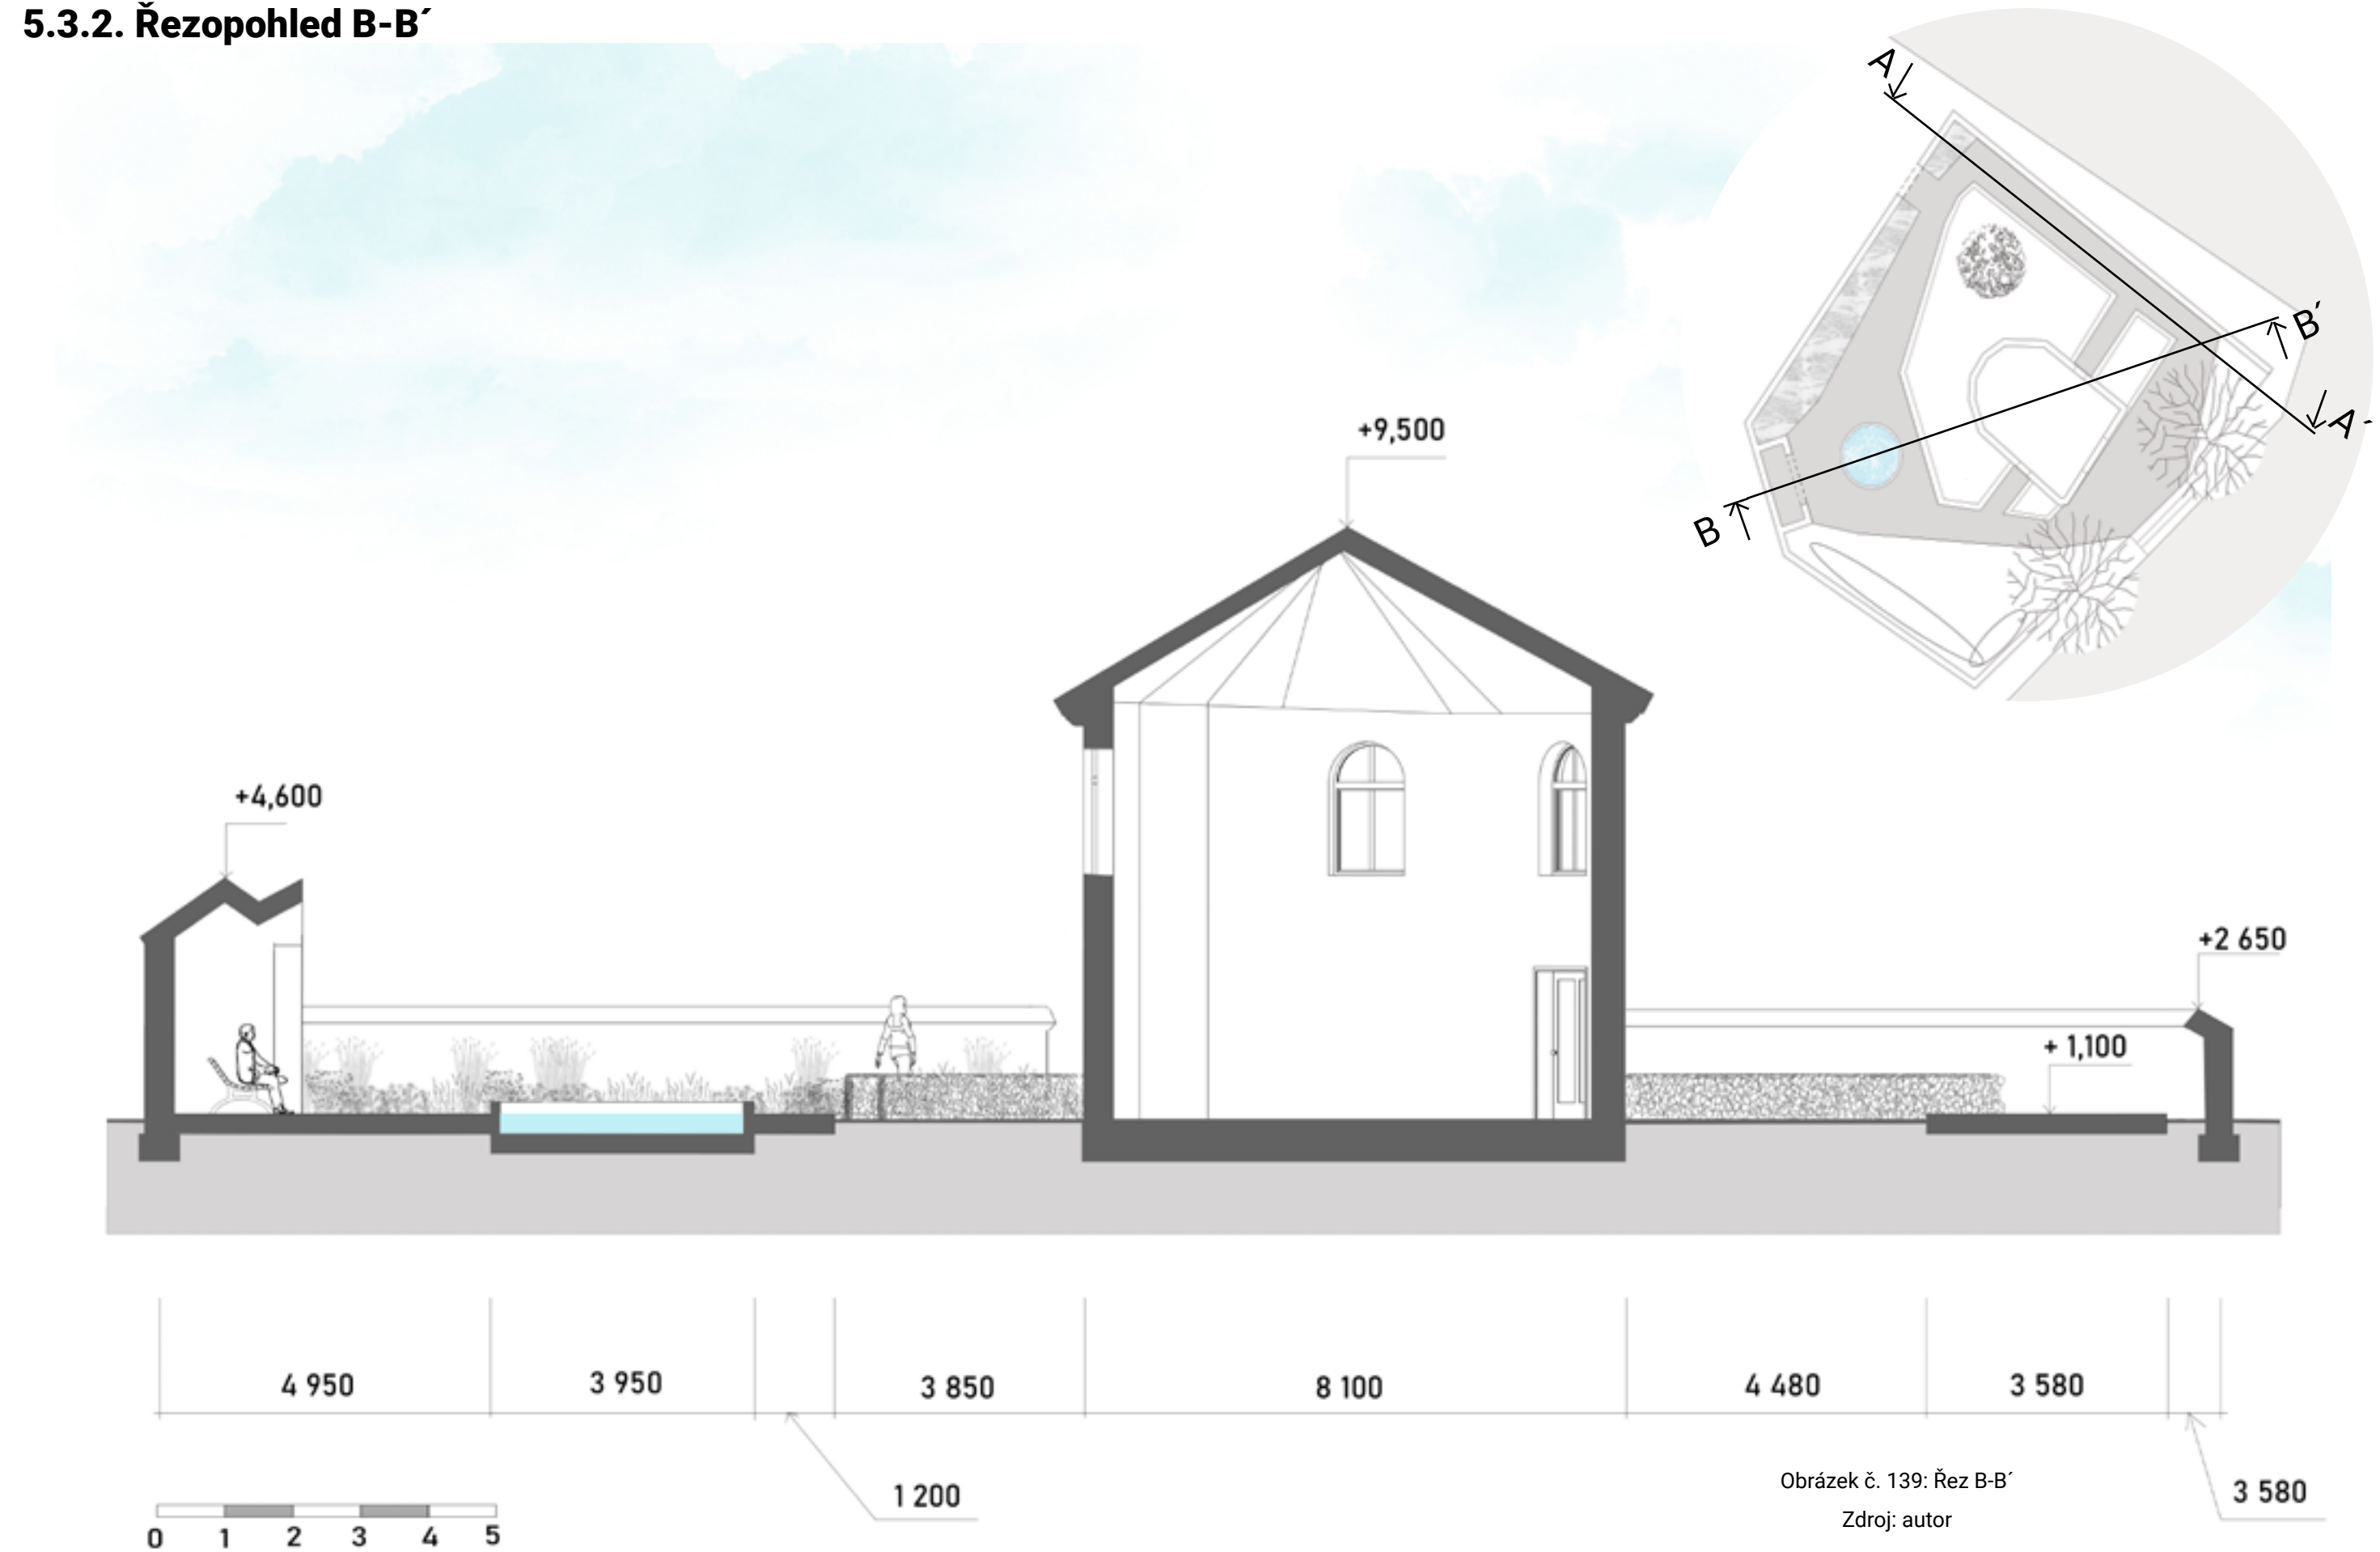 5.3.2. Řezopohled B-B´
A
B´
A´
B
+9,500
+4,600
+2 650
+ 1,100
4 950
3 950
3 850
8 100
4 480
3 580
1 200
3 580
0 1 2 3 4 5
Obrázek č. 139: Řez B-B´
Zdroj: autor